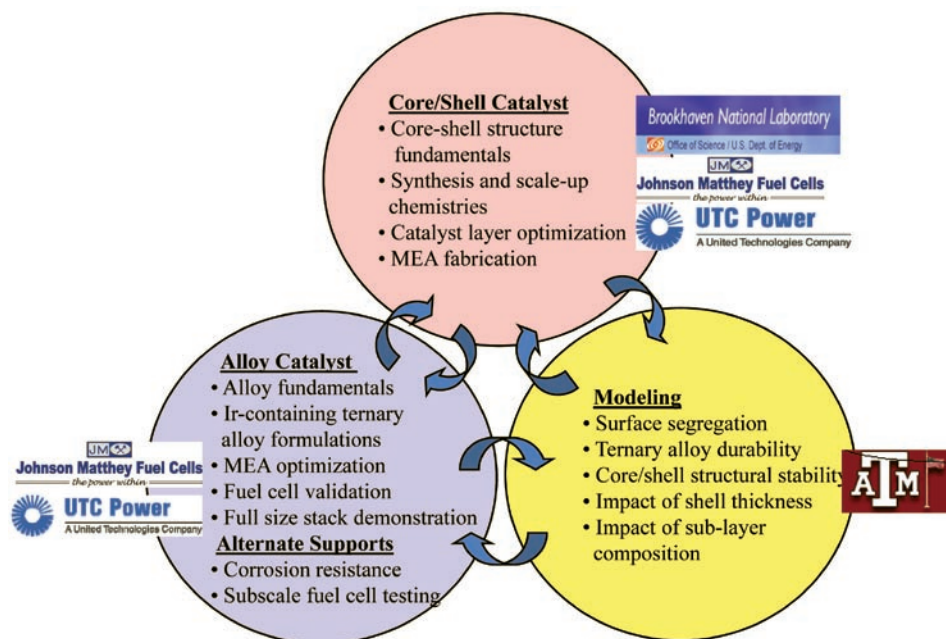 Core/Shell Catalyst
• Core-shell structure
fundamentals
• Synthesis and scale-up
chemistries
• Catalyst layer optimization
• MEA fabrication
Brookhaven National Laboratory
Office of Science / U.S. Dept. of Energy
JM
Johnson Matthey Fuel Cells
the power within
UTC Power
A United Technologies Company
Alloy Catalyst
• Alloy fundamentals
• Ir-containing ternary
alloy formulations
• MEA optimization
• Fuel cell validation
• Full size stack demonstration
Alternate Supports
• Corrosion resistance
• Subscale fuel cell testing
JM
Johnson Matthey Fuel Cells
the power within
UTC Power
A United Technologies Company
Modeling
• Surface segregation
• Ternary alloy durability
• Core/shell structural stability
• Impact of shell thickness
• Impact of sub-layer
composition
ATM